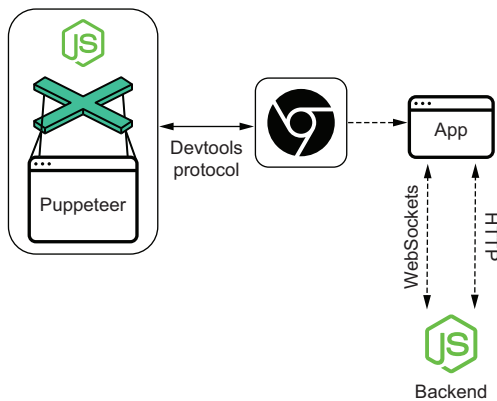 JS
Puppeteer
Devtools
protocol
App
WebSockets
HTTP
JS
Backend